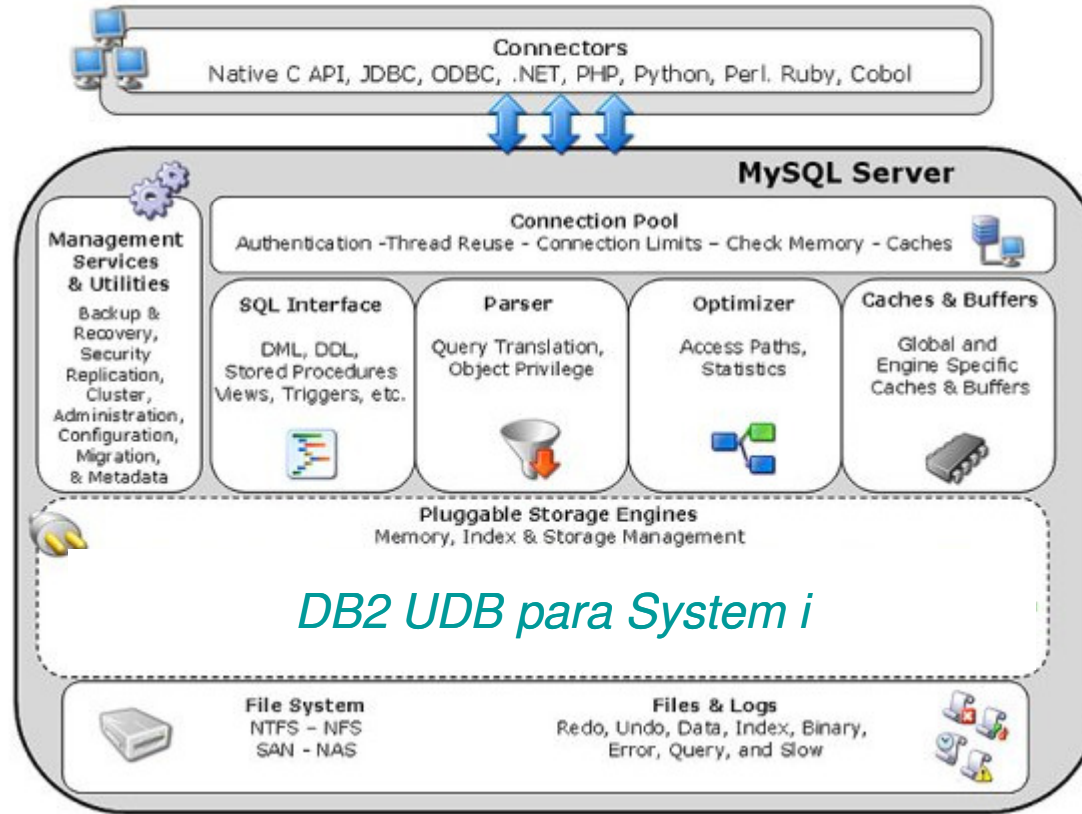 Connectors
Native C API, JDBC, ODBC, .NET, PHP, Python, Perl. Ruby, Cobol
MySQL Server
Connection Pool
Authentication -Thread Reuse - Connection Limits – Check Memory - Caches
Management
Services
& Utilities
Backup &
Recovery,
Security
Replication,
Cluster,
Administration,
Configuration,
Migration,
& Metadata
SQL Interface
DML, DDL,
Stored Procedures
Views, Triggers, etc.
Parser
Query Translation,
Object Privilege
Optimizer
Access Paths,
Statistics
Caches & Buffers
Global and
Engine Specific
Caches & Buffers
Pluggable Storage Engines
Memory, Index & Storage Management
DB2 UDB para System i
File System
NTFS – NFS
SAN - NAS
Files & Logs
Redo, Undo, Data, Index, Binary,
Error, Query, and Slow